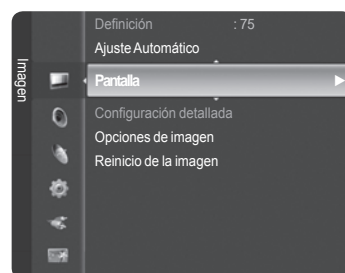 Imagen
Definición : 75
Ajuste Automático
Pantalla
Configuración detallada
Opciones de imagen
Reinicio de la imagen